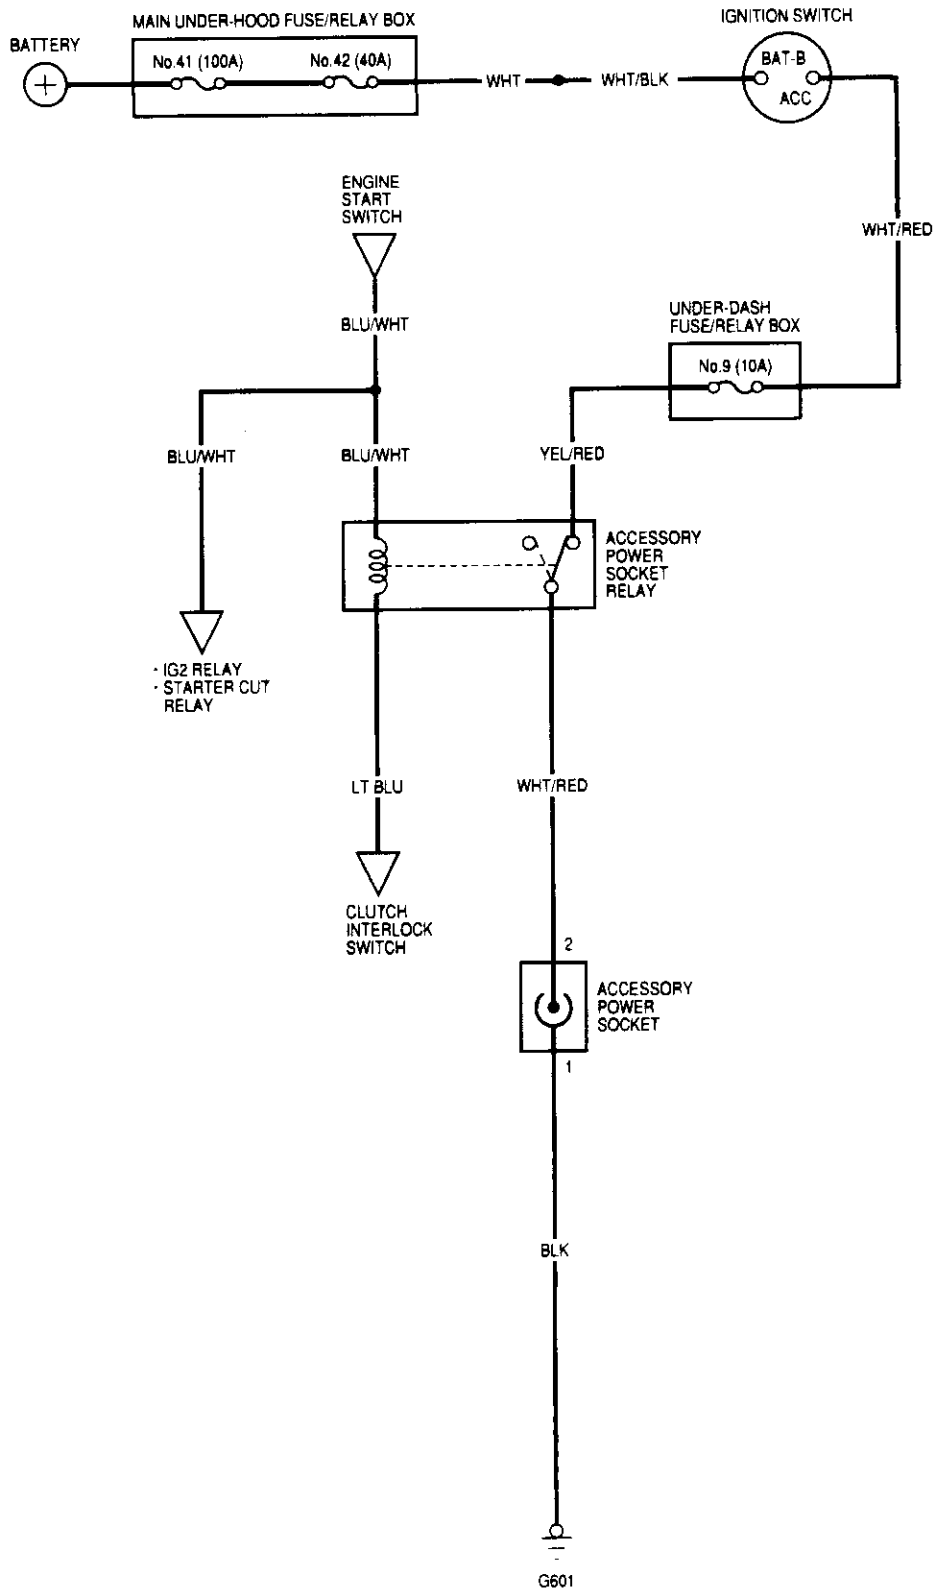 MAIN UNDER-HOOD FUSE/RELAY BOX
IGNITION SWITCH
BATTERY
No.41 (100A)
No.42 (40A)
BAT-B
WHT
WHT/BLK
ACC
ENGINE
START
SWITCH
WHT/RED
UNDER-DASH
FUSE/RELAY BOX
BLU/WHT
No.9 (10A)
BLU/WHT
BLU/WHT
YEL/RED
ACCESSORY
POWER
SOCKET
RELAY
· IG2 RELAY
· STARTER CUT
RELAY
LT BLU
WHT/RED
CLUTCH
INTERLOCK
SWITCH
2
ACCESSORY
POWER
SOCKET
1
BLK
G601